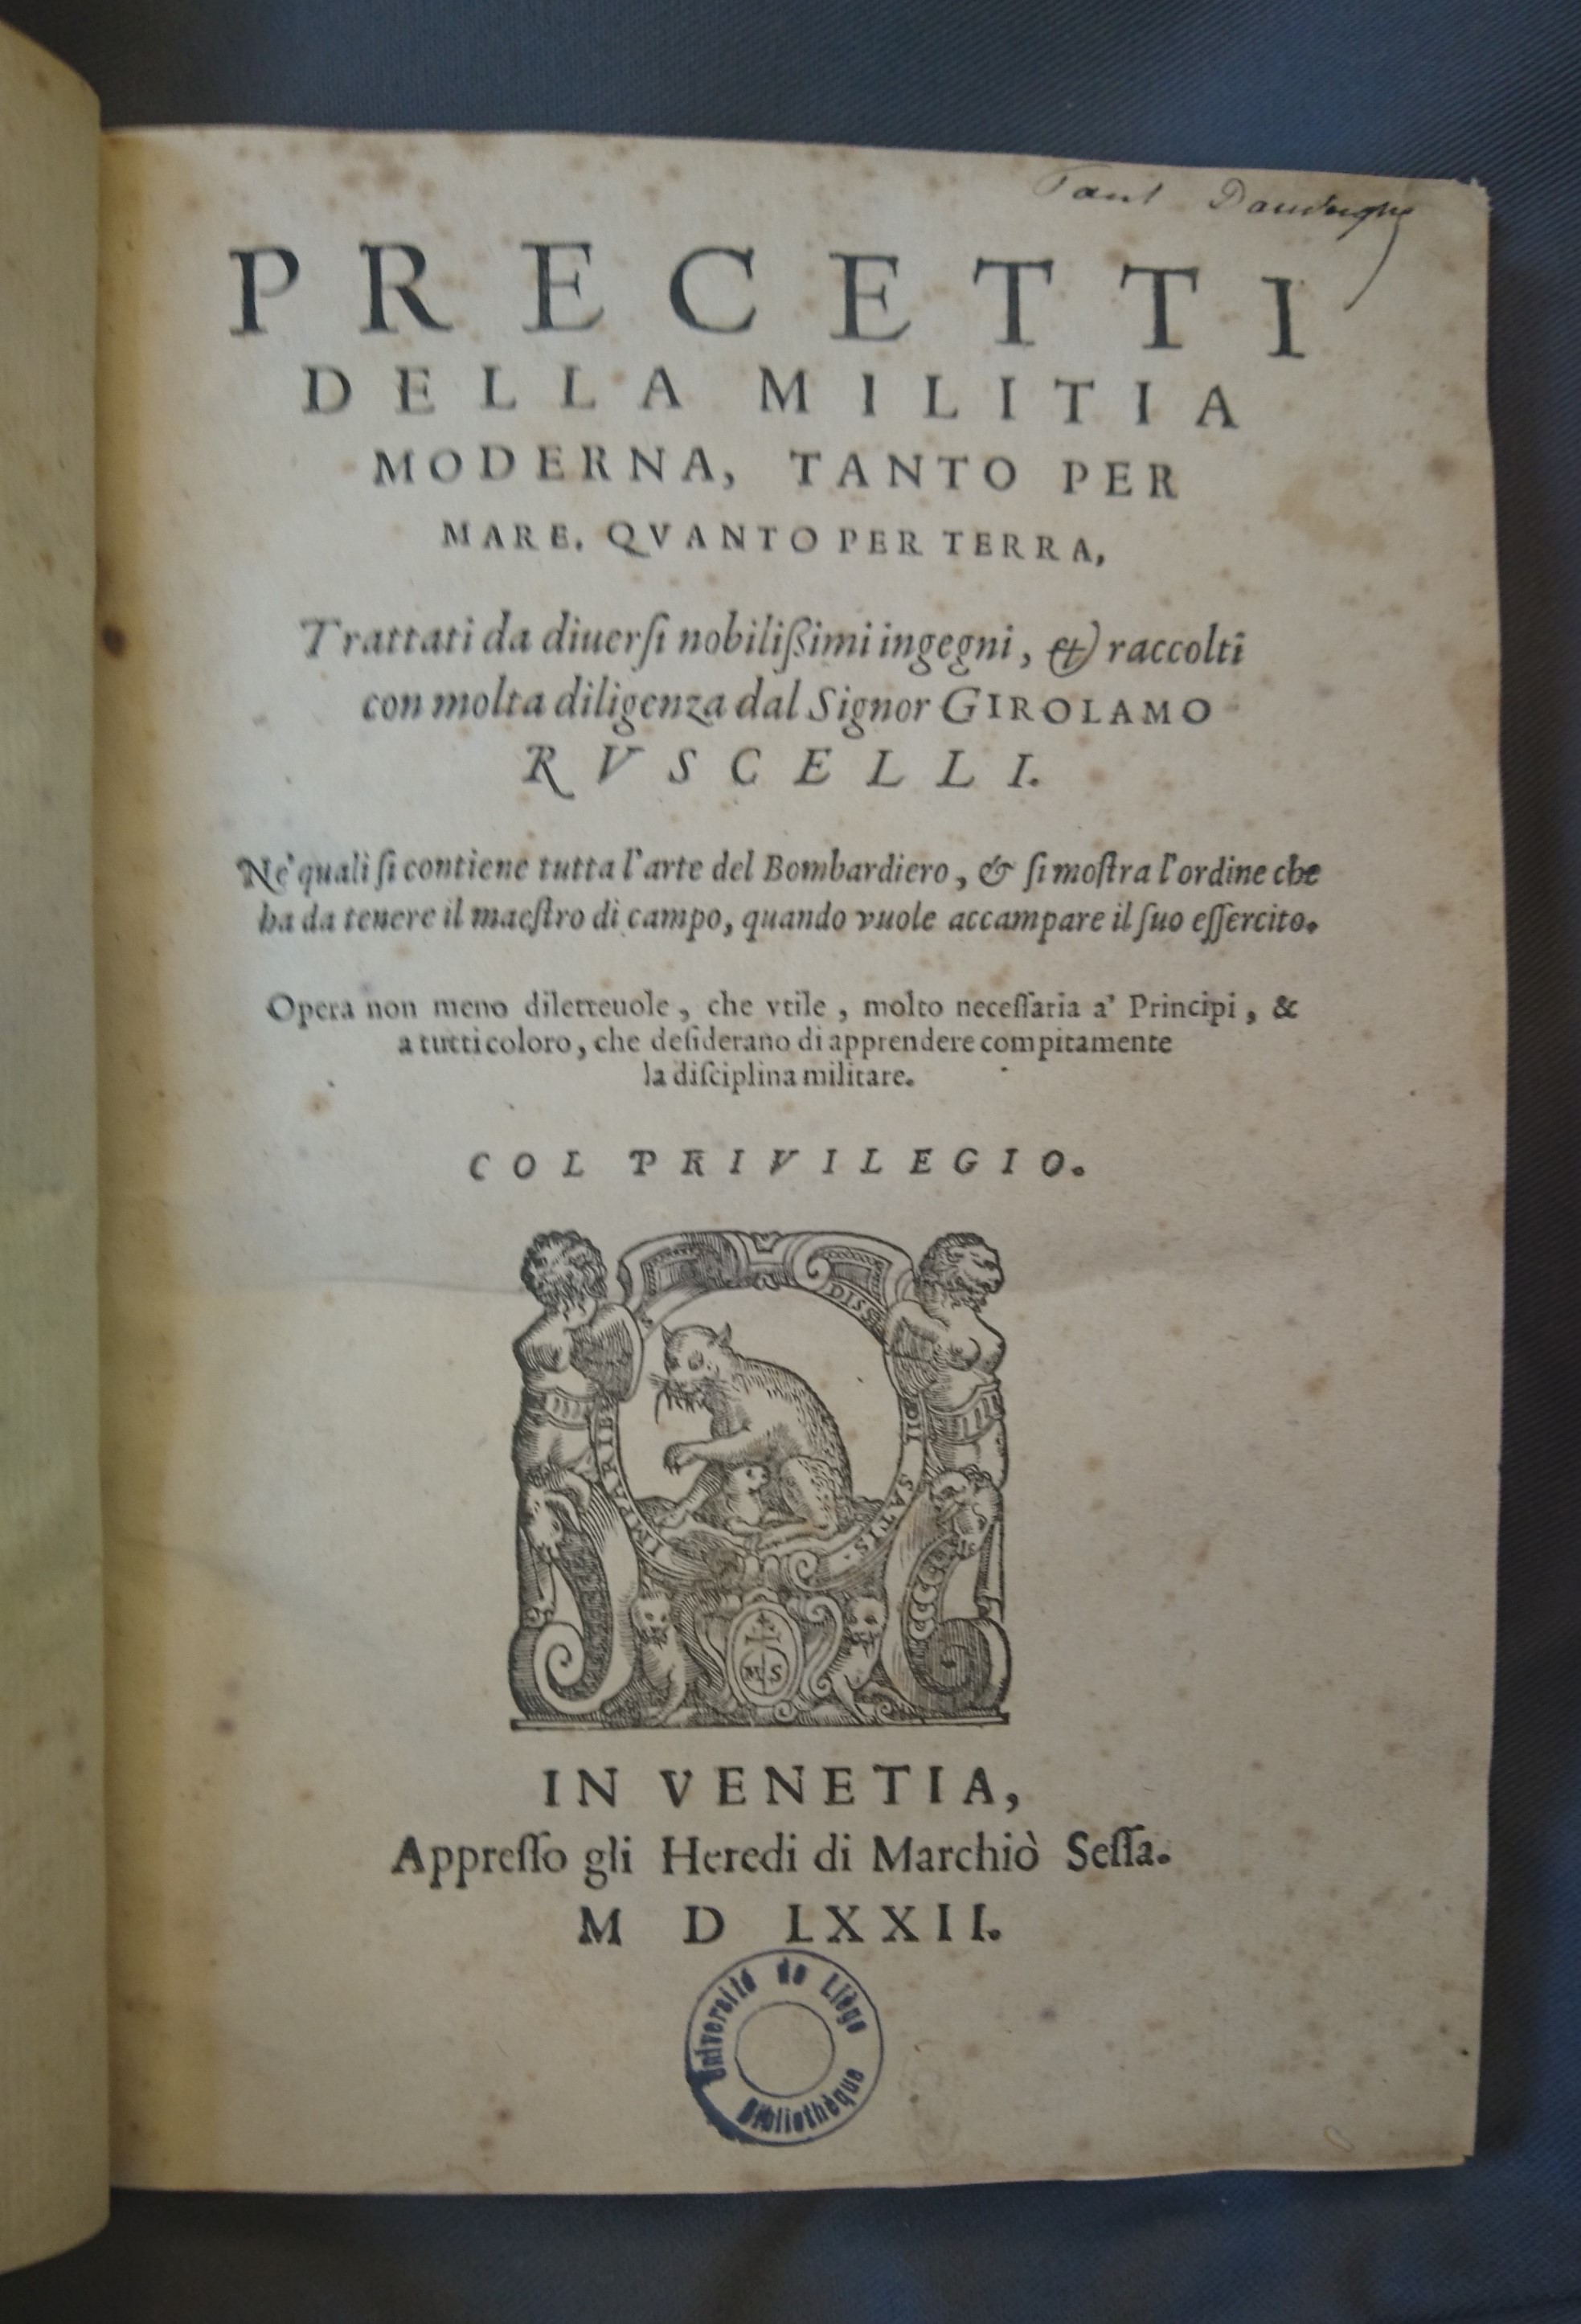 PRECETTI
DELLA MILITIA
MODERNA, TANTO PER
MARE, QVANTO PER TERRA,
Trattati da diuerſi nobilißimi ingegni, & raccolti
con molta diligenza dal Signor GIROLAMO
RVSCELLI.
Ne' quali ſi contiene tutta l'arte del Bombardiero, & ſi moſtra l'ordine che
ha da tenere il maeſtro di campo, quando vuole accampare il ſuo eſſercito.
Opera non meno diletteuole, che vtile, molto neceſſaria a' Principi, &
a tutti coloro, che deſiderano di apprendere compitamente
la diſciplina militare.
COL PRIVILEGIO.
DISSI
IMPARIBV
DIL
SATIS
M S
IN VENETIA,
Appreſſo gli Heredi di Marchiò Seſſa.
M D LXXII.
Université de Liège
Bibliothèque